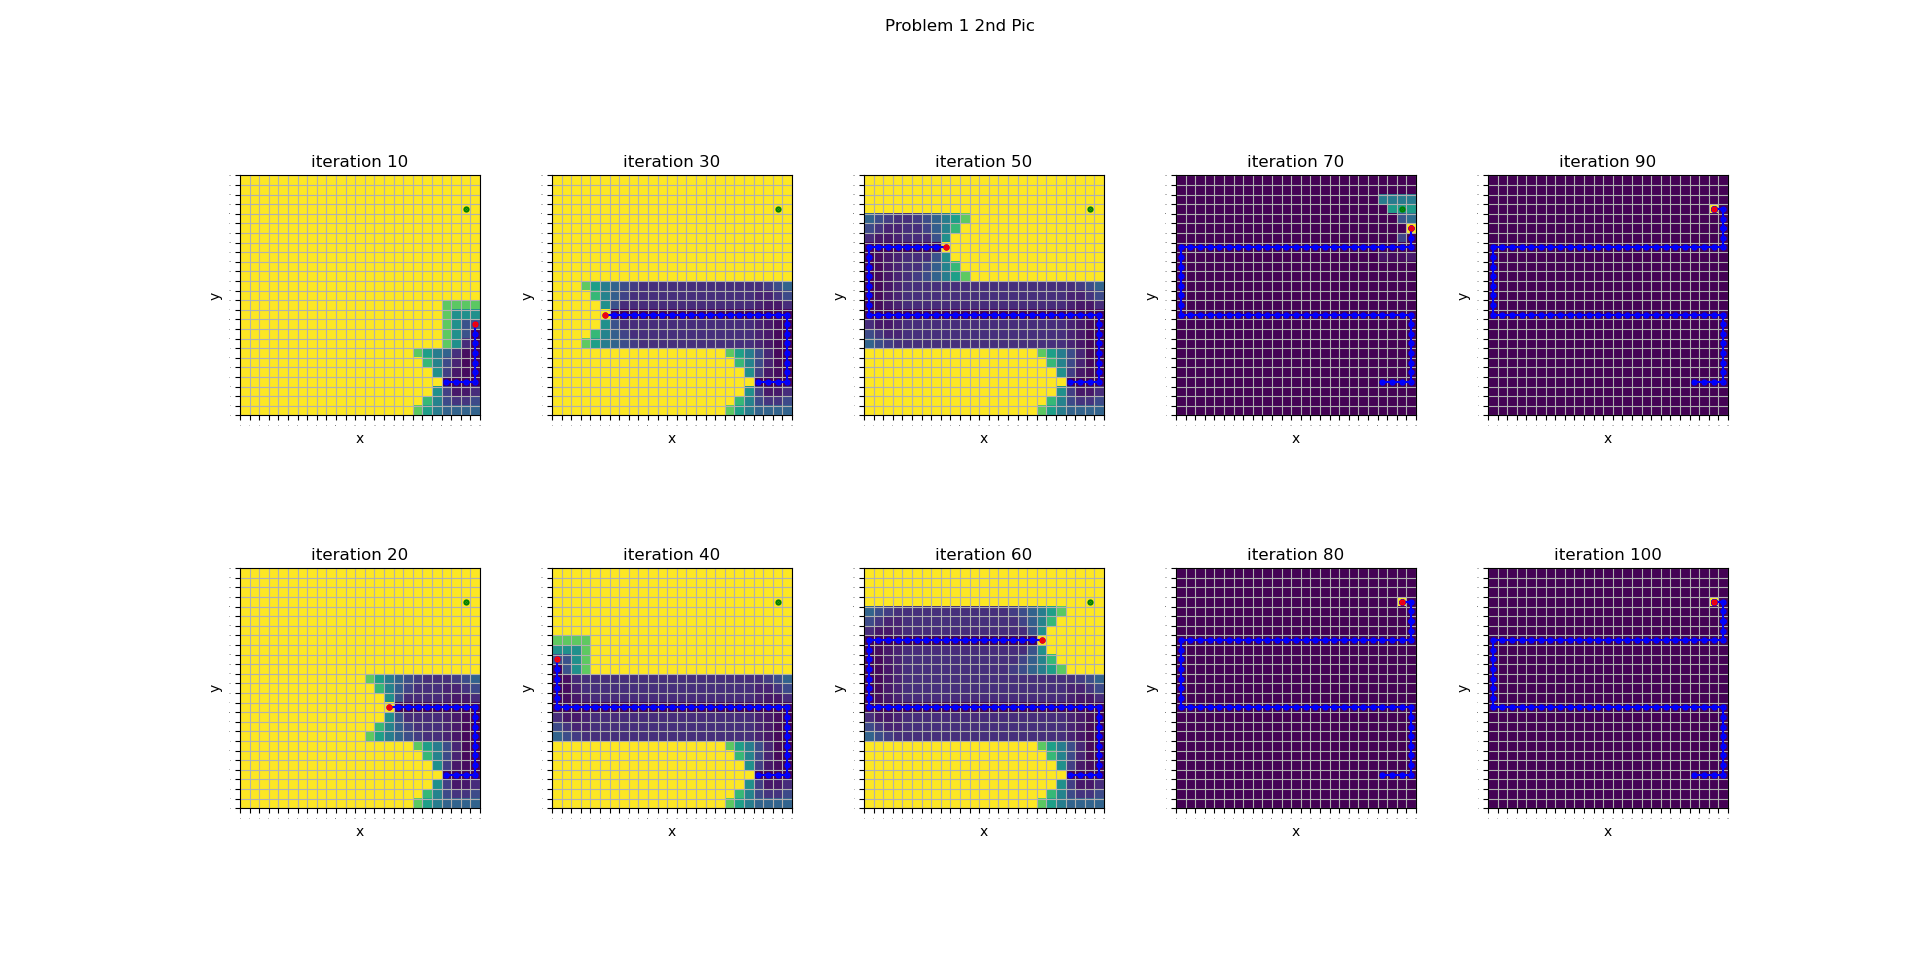 Problem 1 2nd Pic
iteration 10
iteration 30
iteration 50
iteration 70
iteration 90
y
y
y
y
y
x
x
x
x
x
iteration 20
iteration 40
iteration 60
iteration 80
iteration 100
y
y
y
y
y
x
x
x
x
x